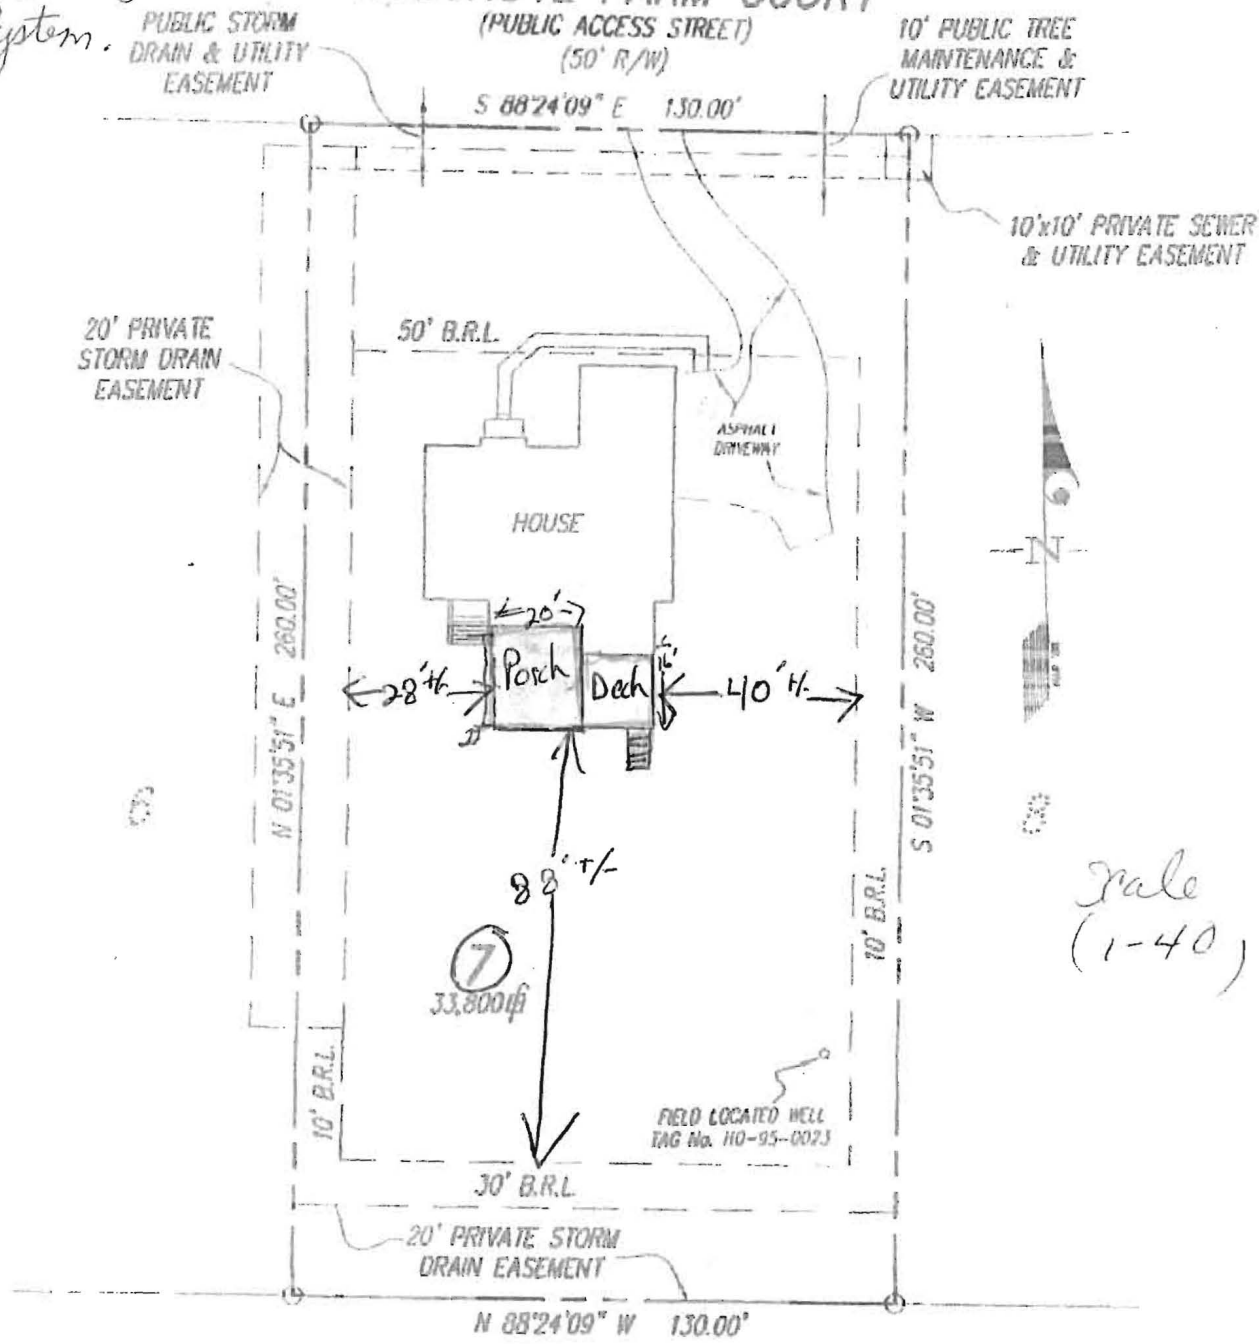 ystem.
FARM COURT
(PUBLIC ACCESS STREET)
(50' R/W)
PUBLIC STORM
DRAIN & UTILITY
EASEMENT
10' PUBLIC TREE
MAINTENANCE &
UTILITY EASEMENT
S 88°24'09" E 130.00'
10'x10' PRIVATE SEWER
& UTILITY EASEMENT
20' PRIVATE
STORM DRAIN
EASEMENT
50' B.R.L.
ASPHALT
DRIVEWAY
HOUSE
N
20'
Porch
Deck
16'
28' +/-
40' +/-
N 01°35'51" E 260.00'
S 01°35'51" W 260.00'
88' +/-
7
33,800
10' B.R.L.
Scale
(1-40)
10' B.R.L.
FIELD LOCATED WELL
TAG No. HO-95-0023
30' B.R.L.
20' PRIVATE STORM
DRAIN EASEMENT
N 88°24'09" W 130.00'